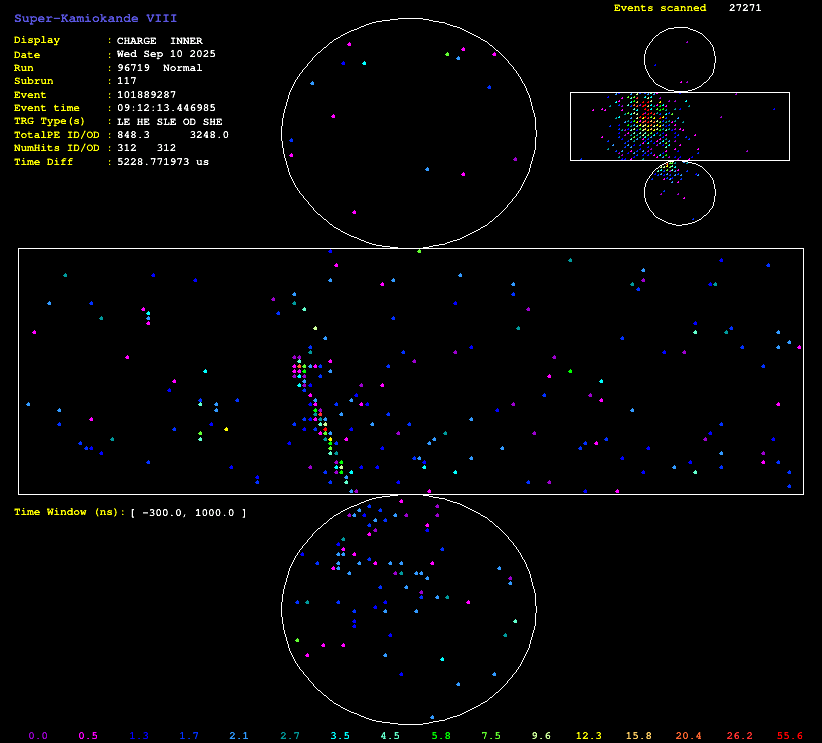 Super-Kamiokande VIII
Events scanned 27271
Display : CHARGE INNER
Date : Wed Sep 10 2025
Run : 96719 Normal
Subrun : 117
Event : 101889287
Event time : 09:12:13.446985
TRG Type(s) : LE HE SLE OD SHE
TotalPE ID/OD : 848.3 3248.0
NumHits ID/OD : 312 312
Time Diff : 5228.771973 us
Time Window (ns): [ -300.0, 1000.0 ]
0.0 0.5 1.3 1.7 2.1 2.7 3.5 4.5 5.8 7.5 9.6 12.3 15.8 20.4 26.2 55.6